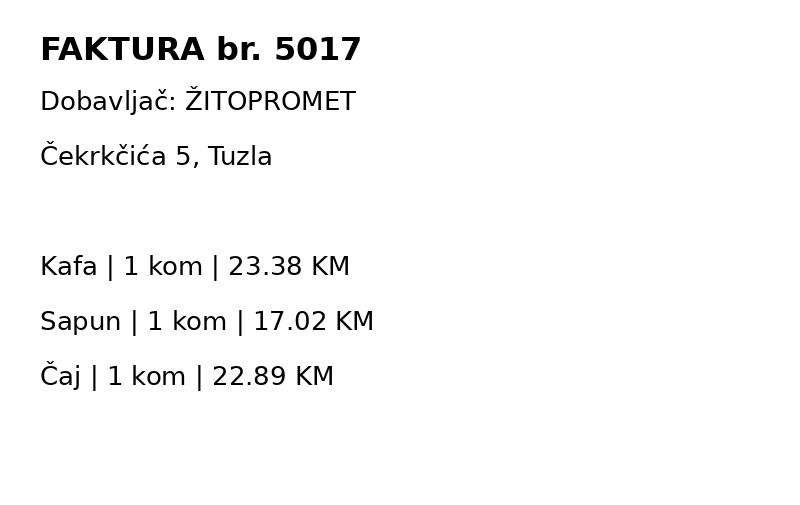 FAKTURA br. 5017
Dobavljač: ŽITOPROMET
Čekrkčića 5, Tuzla
Kafa | 1 kom | 23.38 KM
Sapun | 1 kom | 17.02 KM
Čaj | 1 kom | 22.89 KM